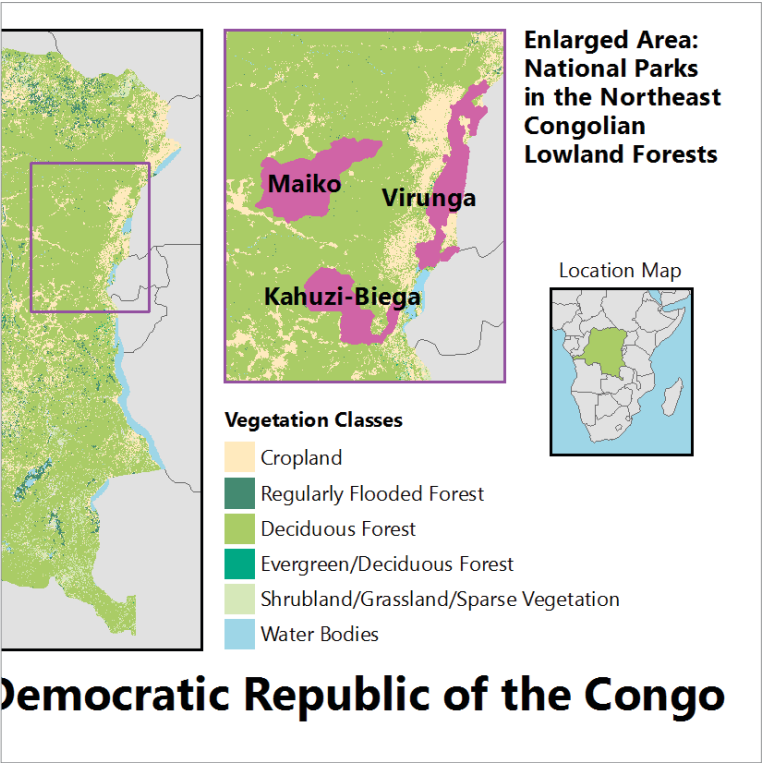 Enlarged Area:
National Parks
in the Northeast
Congolian
Lowland Forests
Maiko
Virunga
Kahuzi-Biega
Location Map
Vegetation Classes
Cropland
Regularly Flooded Forest
Deciduous Forest
Evergreen/Deciduous Forest
Shrubland/Grassland/Sparse Vegetation
Water Bodies
Democratic Republic of the Congo